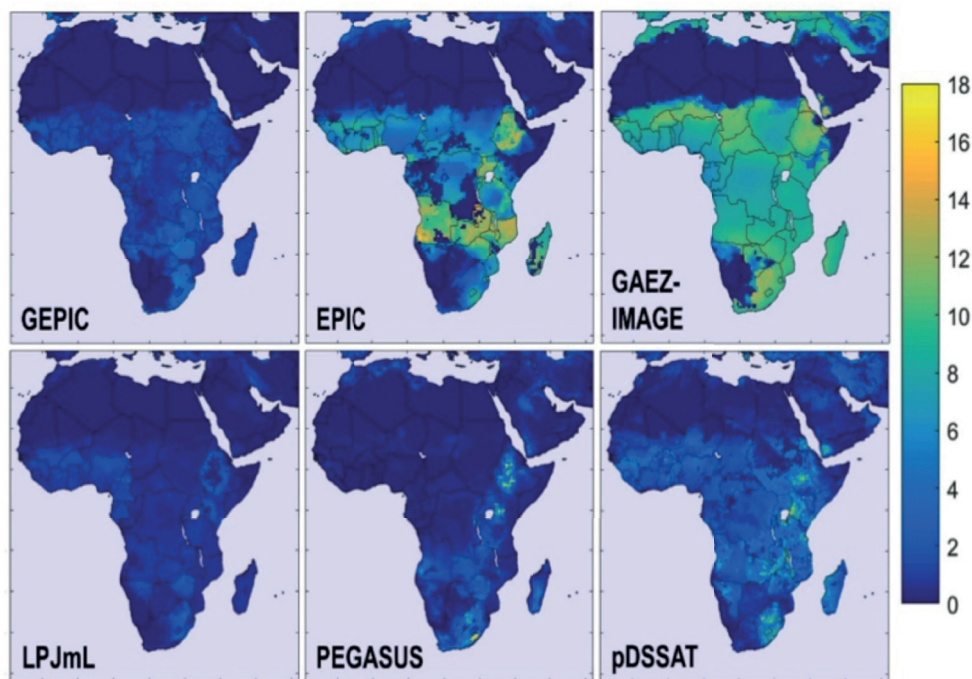 GEPIC
EPIC
GAEZ-
IMAGE
LPJmL
PEGASUS
pDSSAT
18
16
14
12
10
8
6
4
2
0